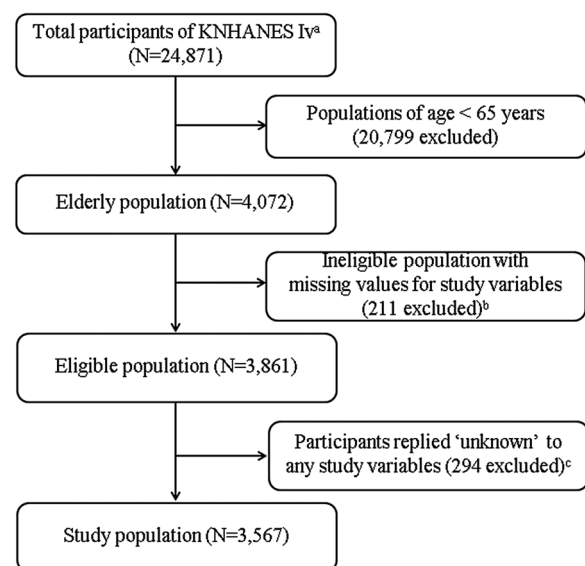 Total participants of KNHANES Ivᵃ
(N=24,871)
Populations of age < 65 years
(20,799 excluded)
Elderly population (N=4,072)
Ineligible population with
missing values for study variables
(211 excluded)ᵇ
Eligible population (N=3,861)
Participants replied ‘unknown’ to
any study variables (294 excluded)ᶜ
Study population (N=3,567)